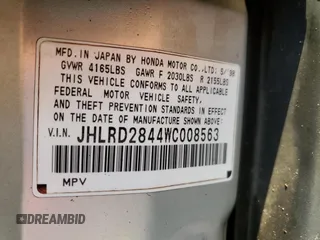 MFD. IN JAPAN BY HONDA MOTOR CO., LTD: 5/'98
GVWR 4165LBS GAWR F 2030LBS R 2155LBS
THIS VEHICLE CONFORMS TO ALL APPLICABLE
FEDERAL MOTOR VEHICLE SAFETY AND
THEFT PREVENTION STANDARDS IN EFFECT
ON THE DATE OF MANUFACTURE SHOWN ABOVE.
V.I.N. JHLRD2844WC008563
MPV
DREAMBID